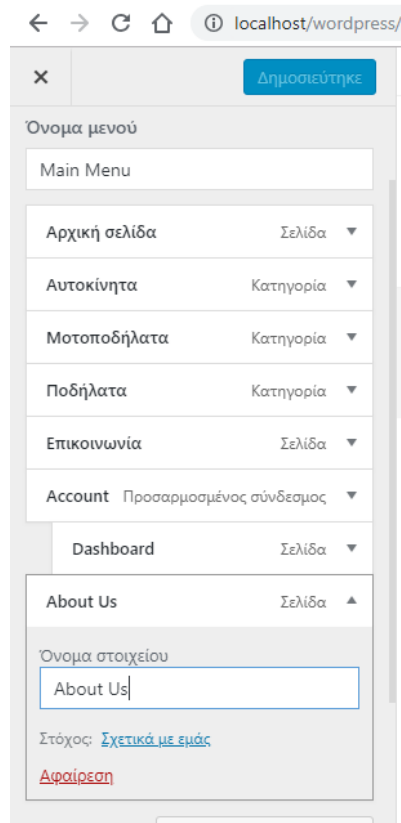 localhost/wordpress/
Δημοσιεύτηκε
Όνομα μενού
Main Menu
Αρχική σελίδα Σελίδα
Αυτοκίνητα Κατηγορία
Μοτοποδήλατα Κατηγορία
Ποδήλατα Κατηγορία
Επικοινωνία Σελίδα
Account Προσαρμοσμένος σύνδεσμος
Dashboard Σελίδα
About Us Σελίδα
Όνομα στοιχείου
About Us
Στόχος: Σχετικά με εμάς
Αφαίρεση